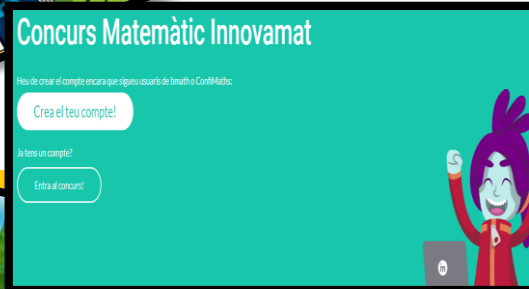 Concurs Matemàtic Innovamat
Heu de crear el compte encara que sigueu usuaris de bmath o ConfiMaths:
Crea el teu compte!
Ja tens un compte?
Entra al concurs!
m